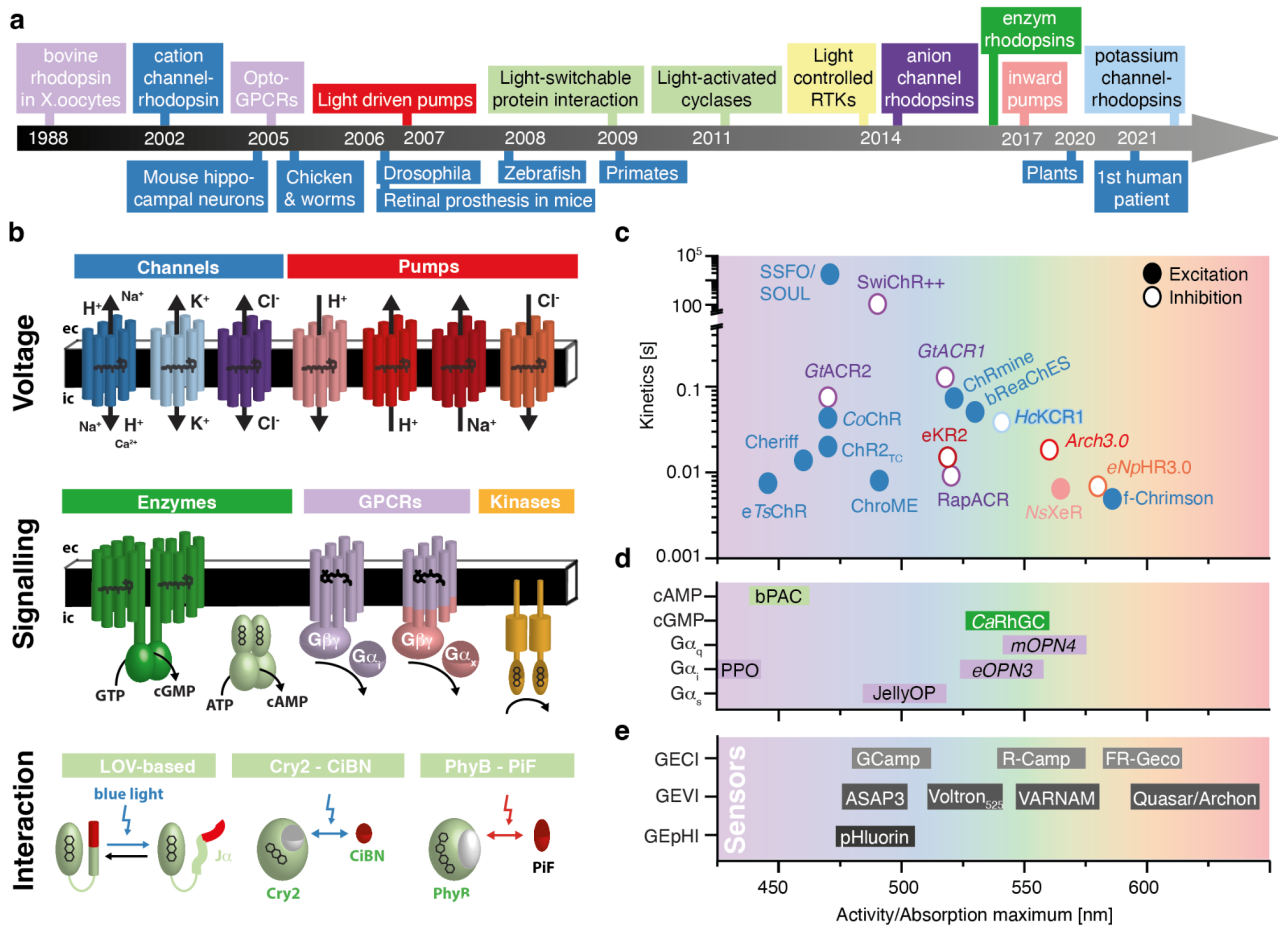 a
bovine
rhodopsin
in X.oocytes
cation
channel-
rhodopsin
Opto-
GPCRs
Light driven pumps
Light-switchable
protein interaction
Light-activated
cyclases
Light
controlled
RTKs
anion
channel
rhodopsins
enzym
rhodopsins
inward
pumps
potassium
channel-
rhodopsins
1988 2002 2005 2006 2007 2008 2009 2011 2014 2017 2020 2021
Mouse hippo-
campal neurons
Chicken
& worms
Drosophila
Retinal prosthesis in mice
Zebrafish
Primates
Plants
1st human
patient
b
Voltage
Channels
Pumps
H⁺ Na⁺ K⁺ Cl⁻ H⁺ Cl⁻
ec
ic
Na⁺ H⁺ Ca²⁺ K⁺ Cl⁻ H⁺ Na⁺
Signalling
Enzymes
GPCRs
Kinases
ec
ic
Gβγ
Gαᵢ
Gβγ
Gαₓ
GTP
cGMP
ATP
cAMP
Interaction
LOV-based
Cry2 - CiBN
PhyB - PiF
blue light
Jα
Cry2
CiBN
PhyR
PiF
c
Kinetics [s]
10⁵
100
0.1
0.01
0.001
Excitation
Inhibition
SSFO/
SOUL
SwiChR++
GtACR1
ChRmine
bReaChES
GtACR2
CoChR
HcKCR1
Cheriff
ChR2TC
eKR2
Arch3.0
eNpHR3.0
eTsChR
ChroME
RapACR
NsXeR
f-Chrimson
d
cAMP
cGMP
Gαq
Gαᵢ
Gαₛ
bPAC
CaRhGC
mOPN4
PPO
eOPN3
JellyOP
e
Sensors
GECI
GEVI
GEpHI
GCamp
R-Camp
FR-Geco
ASAP3
Voltron₅₂₅
VARNAM
Quasar/Archon
pHluorin
450 500 550 600
Activity/Absorption maximum [nm]